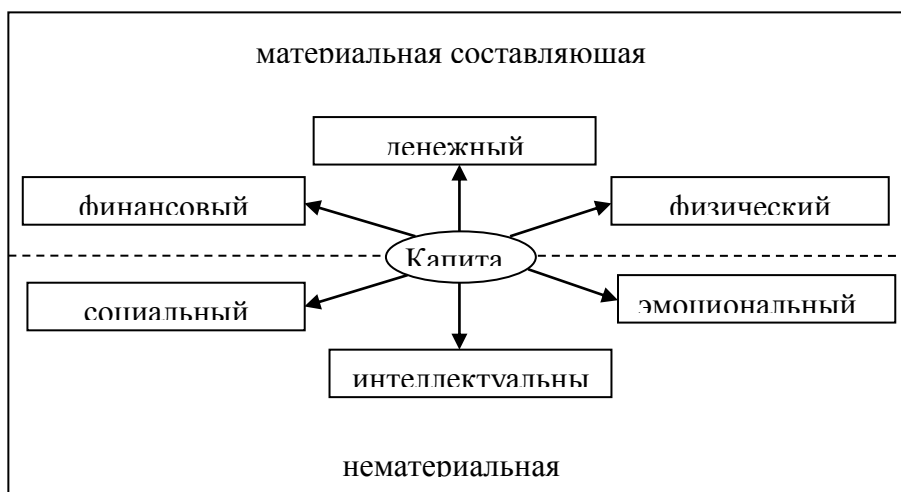 материальная составляющая
денежный
финансовый
физический
Капита
социальный
эмоциональный
интеллектуальны
нематериальная